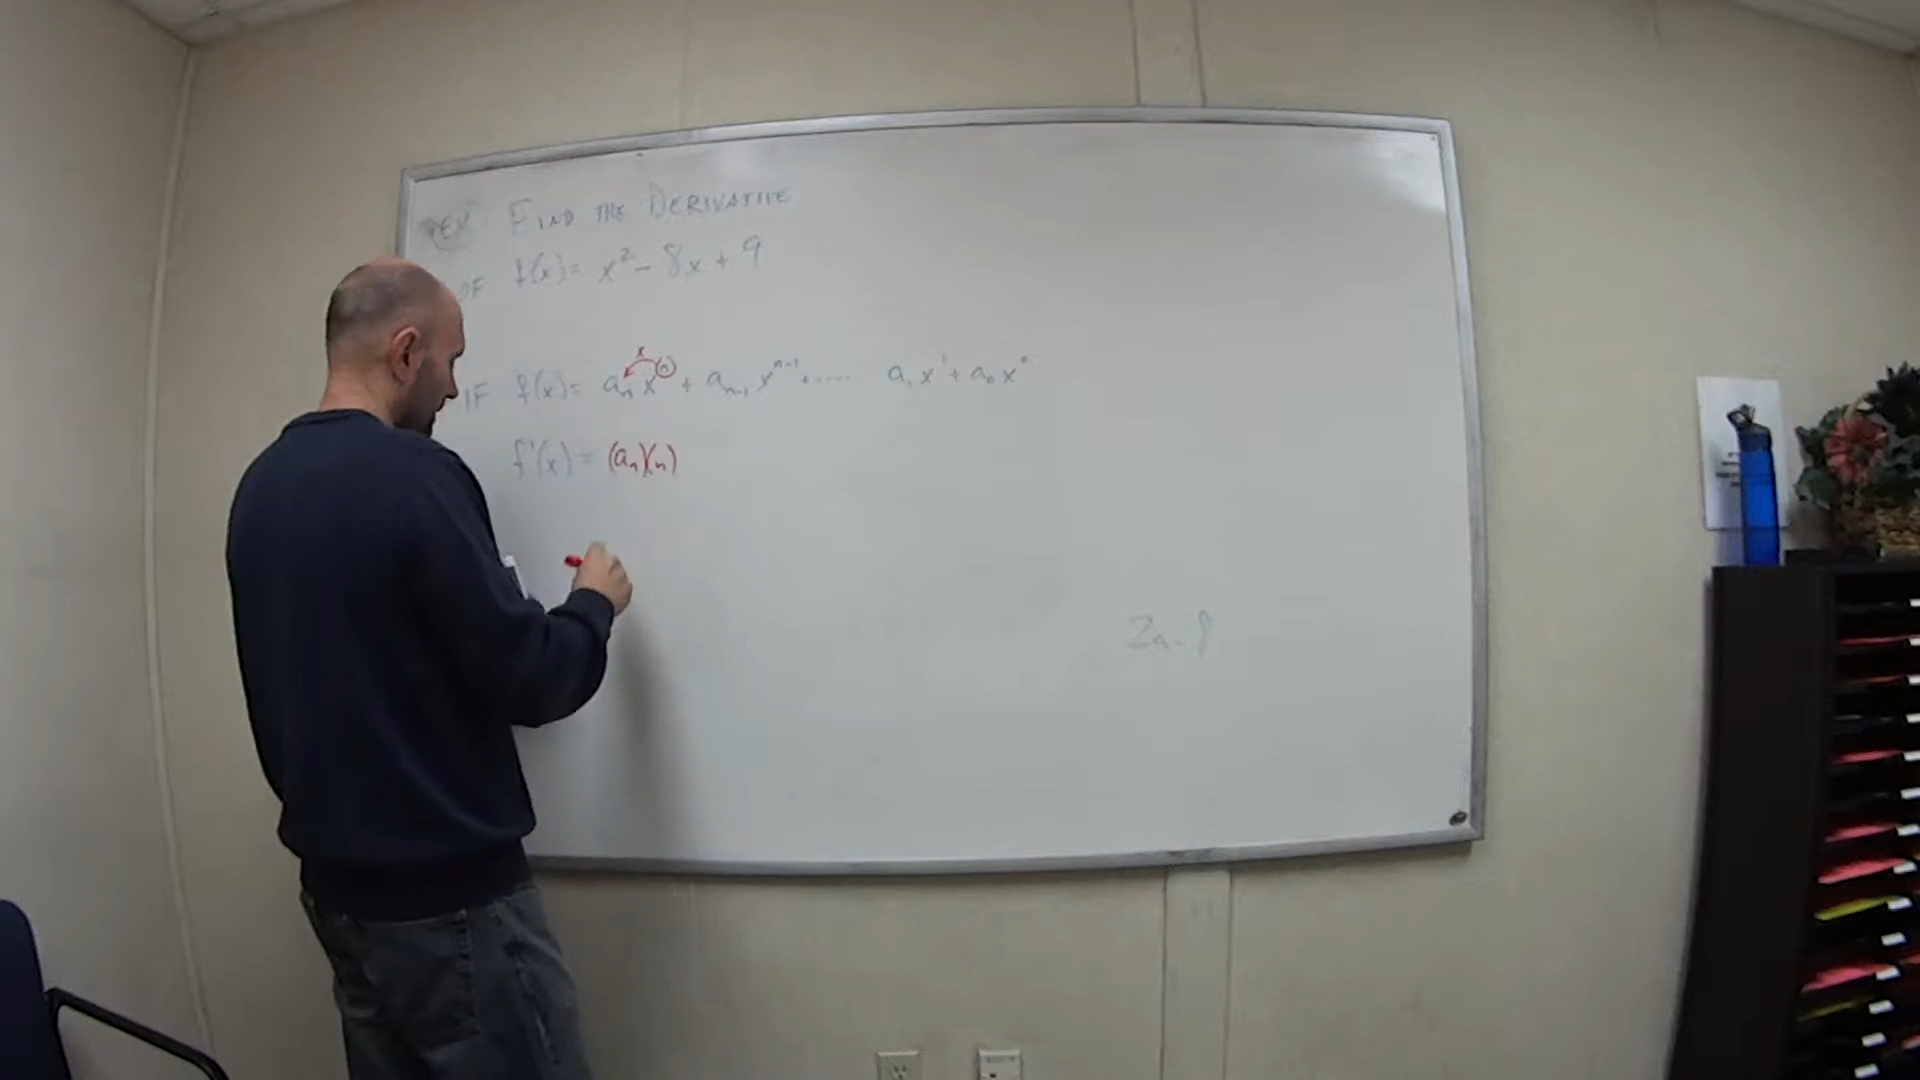 EX FIND THE DERIVATIVE
OF f(x)= x² - 8x + 9
x
IF f(x)= aₙxⁿ + aₙ₋₁xⁿ⁻¹ + ..... a₁x¹ + a₀x⁰
f'(x) = (aₙ)(n)
2a - 8